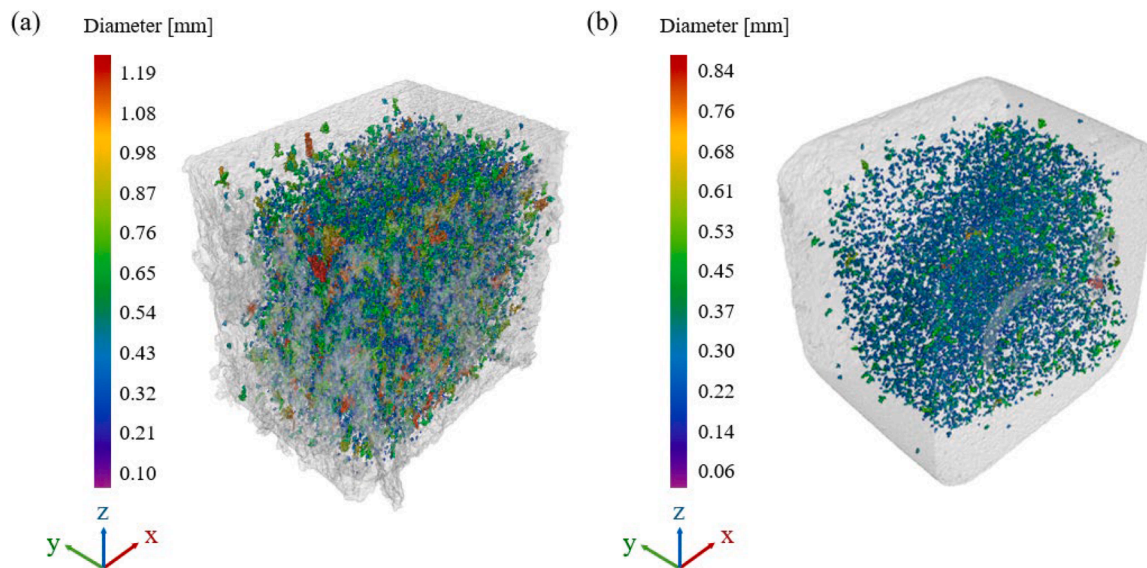 (a)
Diameter [mm]
1.19
1.08
0.98
0.87
0.76
0.65
0.54
0.43
0.32
0.21
0.10
z
y
x
(b)
Diameter [mm]
0.84
0.76
0.68
0.61
0.53
0.45
0.37
0.30
0.22
0.14
0.06
z
y
x